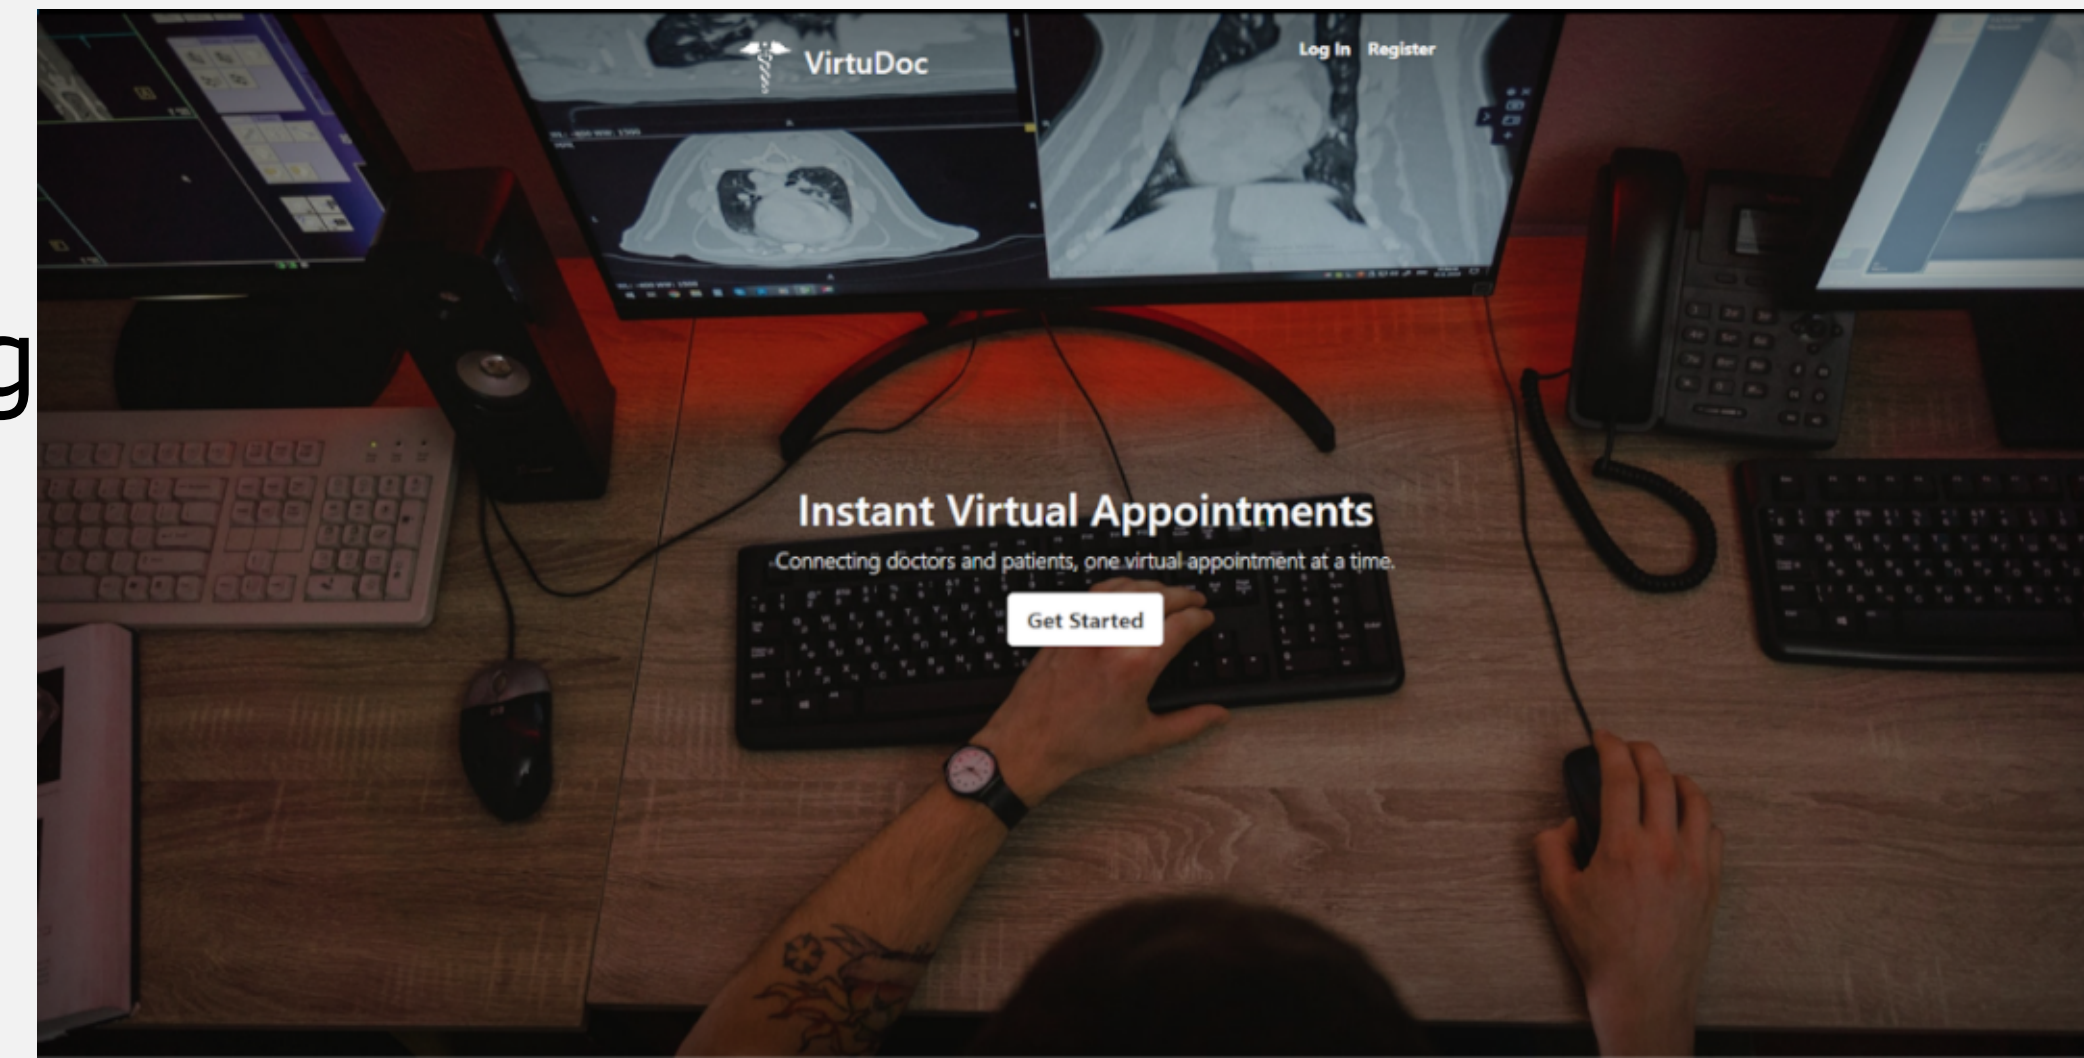 g
VirtuDoc
Log In Register
Instant Virtual Appointments
Connecting doctors and patients, one virtual appointment at a time.
Get Started